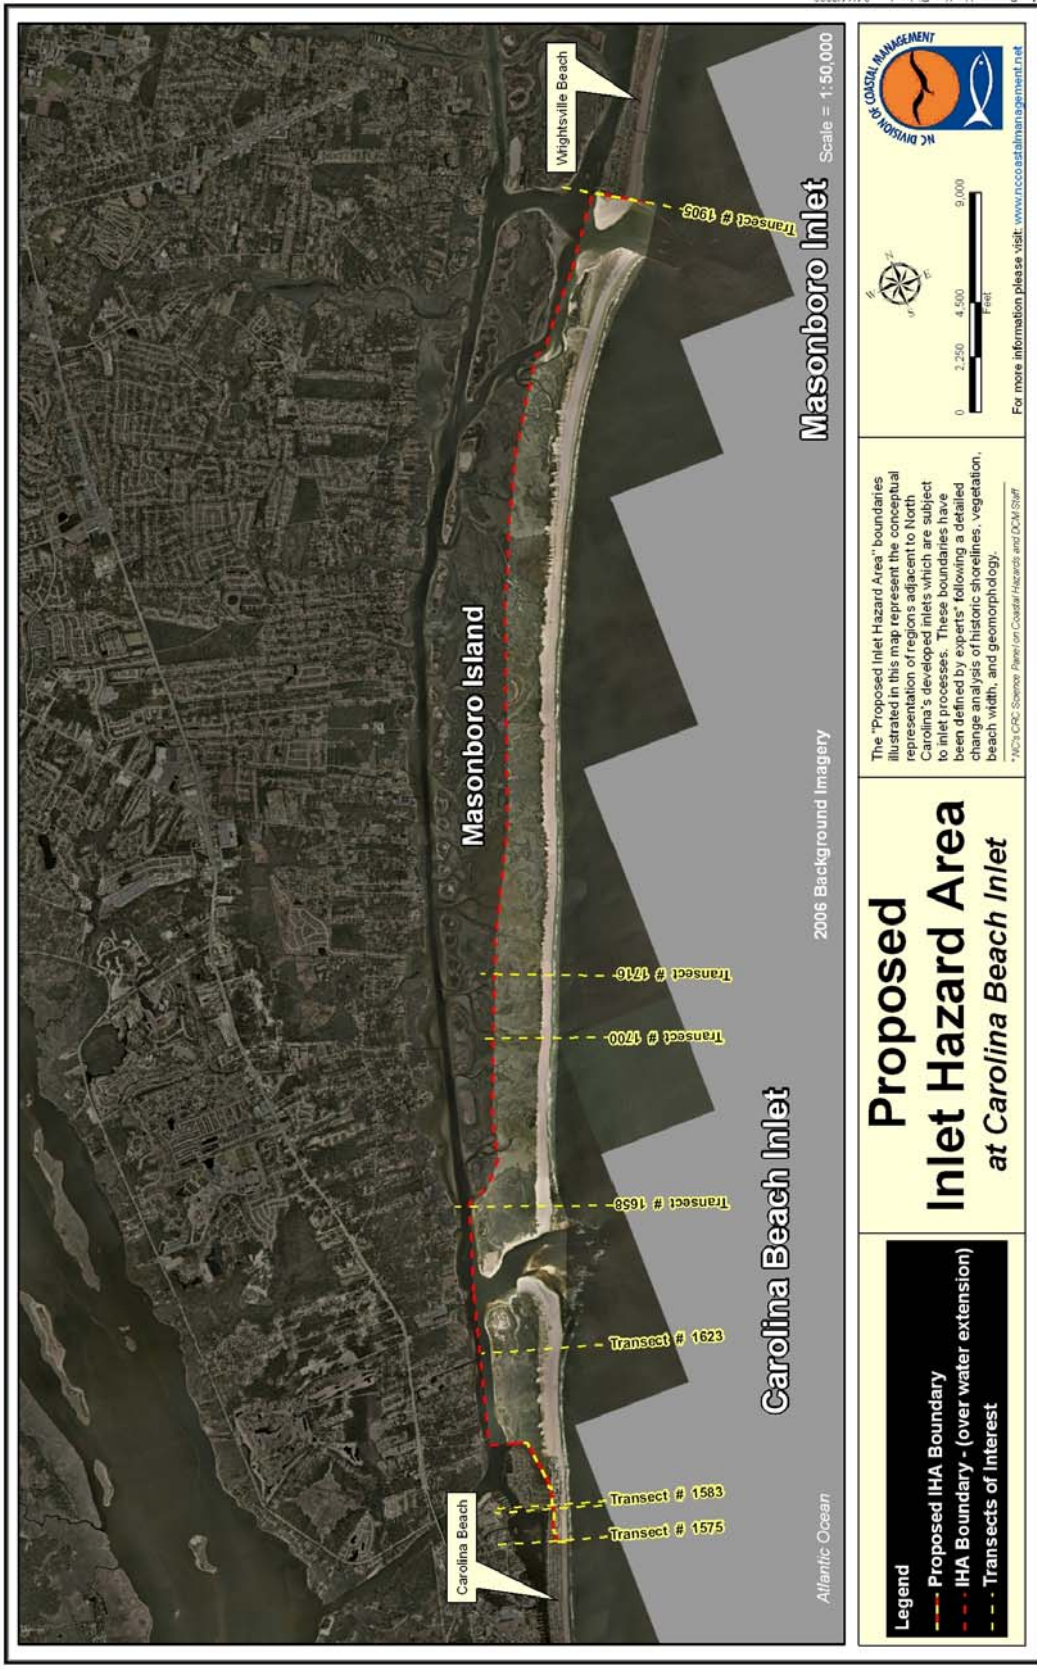 Wrightsville Beach
Scale = 1:50,000
Transect # 1905
Masonboro Inlet
Masonboro Island
2006 Background Imagery
Transect # 1716
Transect # 1700
Transect # 1658
Carolina Beach Inlet
Transect # 1623
Transect # 1583
Transect # 1575
Carolina Beach
Atlantic Ocean
Legend
Proposed IHA Boundary
IHA Boundary - (over water extension)
Transects of Interest
Proposed
Inlet Hazard Area
at Carolina Beach Inlet
The "Proposed Inlet Hazard Area" boundaries
illustrated in this map represent the conceptual
representation of regions adjacent to North
Carolina's developed inlets which are subject
to inlet processes. These boundaries have
been defined by experts* following a detailed
change analysis of historic shorelines, vegetation,
beach width, and geomorphology.
*NC's CRC Science Panel on Coastal Hazards and DCM Staff
N
E
S
W
0 2,250 4,500 9,000
Feet
NC DIVISION OF COASTAL MANAGEMENT
For more information please visit: www.nccoastalmanagement.net